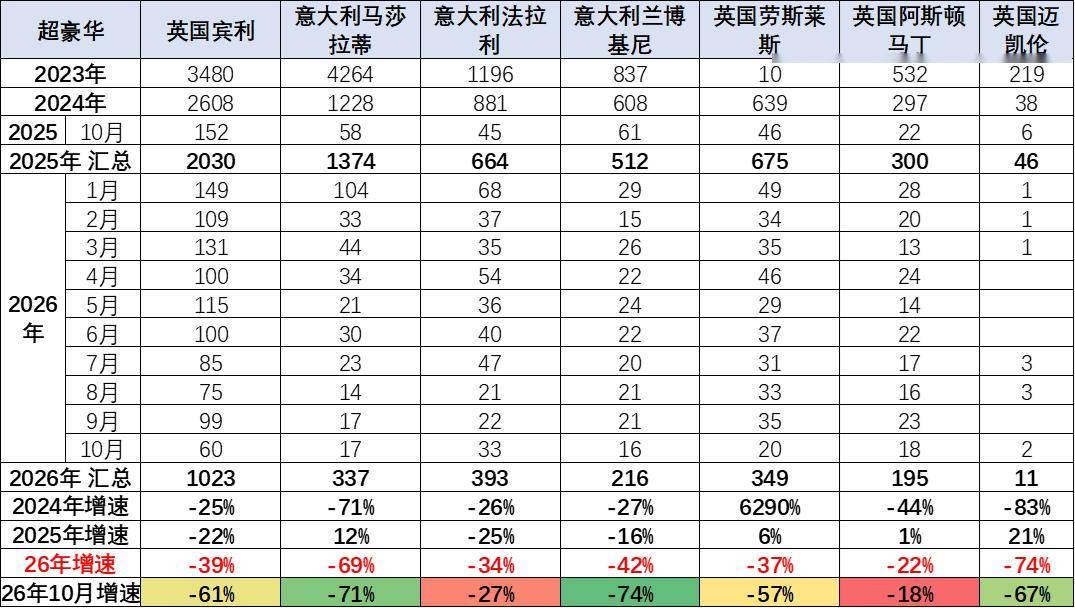 超豪华 英国宾利 意大利马莎拉蒂 意大利法拉利 意大利兰博基尼 英国劳斯莱斯 英国阿斯顿马丁 英国迈凯伦
2023年 3480 4264 1196 837 10 532 219
2024年 2608 1228 881 608 639 297 38
2025 10月 152 58 45 61 46 22 6
2025年 汇总 2030 1374 664 512 675 300 46
2026年 1月 149 104 68 29 49 28 1
2月 109 33 37 15 34 20 1
3月 131 44 35 26 35 13 1
4月 100 34 54 22 46 24
5月 115 21 36 24 29 14
6月 100 30 40 22 37 22
7月 85 23 47 20 31 17 3
8月 75 14 21 21 33 16 3
9月 99 17 22 21 35 23
10月 60 17 33 16 20 18 2
2026年 汇总 1023 337 393 216 349 195 11
2024年增速 -25% -71% -26% -27% 6290% -44% -83%
2025年增速 -22% 12% -25% -16% 6% 1% 21%
26年增速 -39% -69% -34% -42% -37% -22% -74%
26年10月增速 -61% -71% -27% -74% -57% -18% -67%